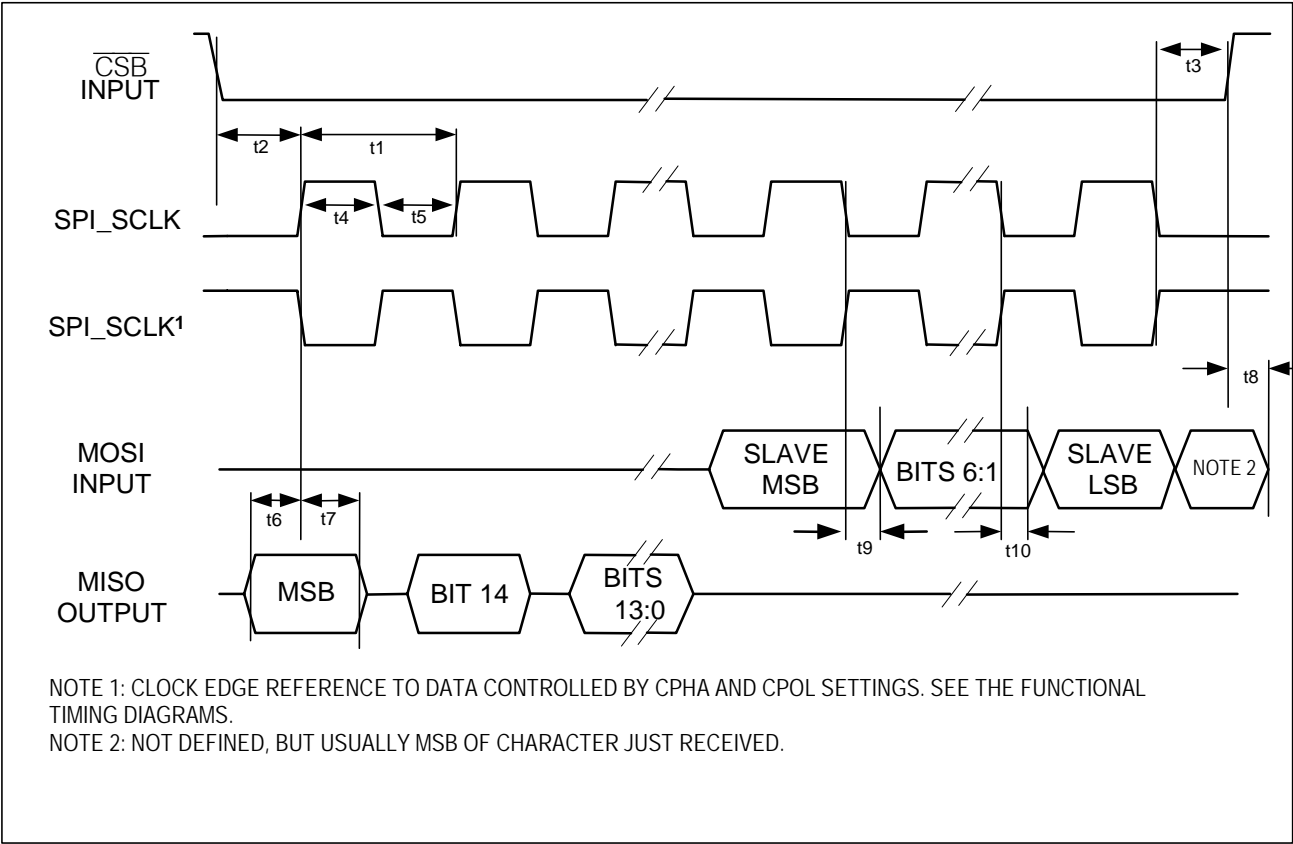 CSB
INPUT
t3
t2
t1
SPI_SCLK
t4
t5
SPI_SCLK¹
t8
MOSI
INPUT
SLAVE
MSB
BITS 6:1
SLAVE
LSB
NOTE 2
t6
t7
t9
t10
MISO
OUTPUT
MSB
BIT 14
BITS
13:0
NOTE 1: CLOCK EDGE REFERENCE TO DATA CONTROLLED BY CPHA AND CPOL SETTINGS. SEE THE FUNCTIONAL
TIMING DIAGRAMS.
NOTE 2: NOT DEFINED, BUT USUALLY MSB OF CHARACTER JUST RECEIVED.